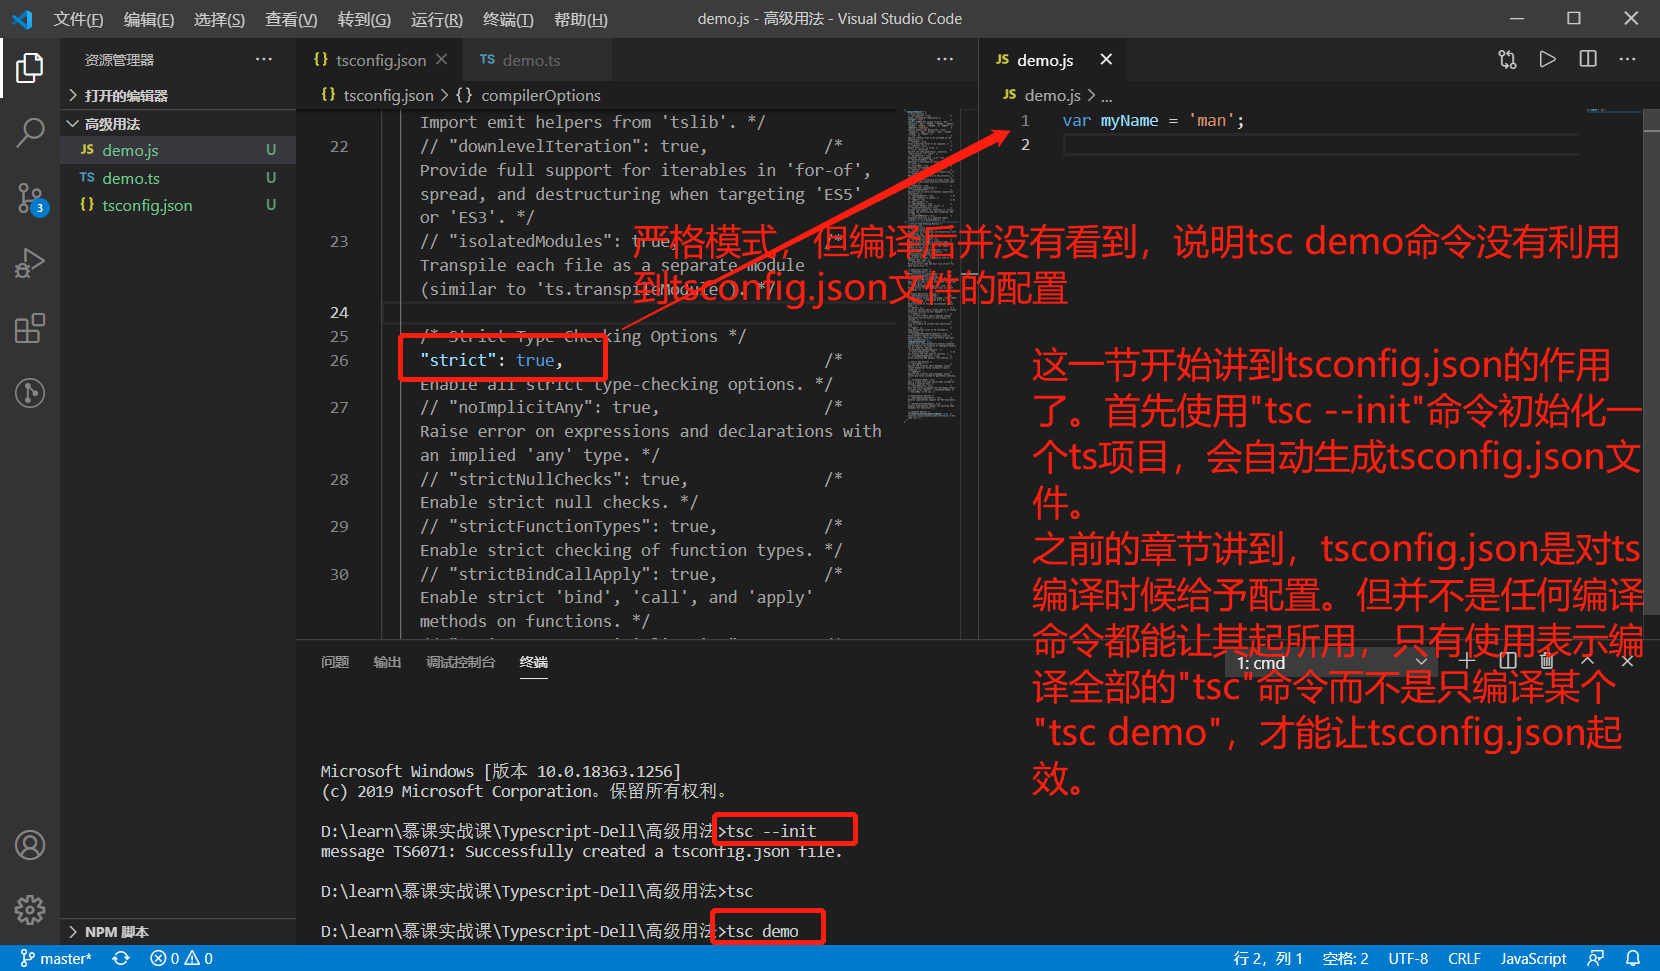 文件(F) 编辑(E) 选择(S) 查看(V) 转到(G) 运行(R) 终端(T) 帮助(H) demo.js - 高级用法 - Visual Studio Code
资源管理器
打开的编辑器
高级用法
JS demo.js U
TS demo.ts U
{} tsconfig.json U
NPM 脚本
3
{} tsconfig.json
TS demo.ts
{} tsconfig.json > {} compilerOptions
Import emit helpers from 'tslib'. */
22 // "downlevelIteration": true, /*
Provide full support for iterables in 'for-of',
spread, and destructuring when targeting 'ES5'
or 'ES3'. */
23 // "isolatedModules": true, /*
Transpile each file as a separate module
(similar to 'ts.transpileModule'). */
24
25 /* Strict Type-Checking Options */
26 "strict": true, /*
Enable all strict type-checking options. */
27 // "noImplicitAny": true, /*
Raise error on expressions and declarations with
an implied 'any' type. */
28 // "strictNullChecks": true, /*
Enable strict null checks. */
29 // "strictFunctionTypes": true, /*
Enable strict checking of function types. */
30 // "strictBindCallApply": true, /*
Enable strict 'bind', 'call', and 'apply'
methods on functions. */
JS demo.js
JS demo.js > ...
1 var myName = 'man';
2
严格模式，但编译后并没有看到，说明tsc demo命令没有利用
到tsconfig.json文件的配置
这一节开始讲到tsconfig.json的作用
了。首先使用"tsc --init"命令初始化一
个ts项目，会自动生成tsconfig.json文
件。
之前的章节讲到，tsconfig.json是对ts
编译时候给予配置。但并不是任何编译
命令都能让其起所用，只有使用表示编
译全部的"tsc"命令而不是只编译某个
"tsc demo"，才能让tsconfig.json起
效。
问题 输出 调试控制台 终端
1: cmd
Microsoft Windows [版本 10.0.18363.1256]
(c) 2019 Microsoft Corporation。保留所有权利。
D:\learn\慕课实战课\Typescript-Dell\高级用法>tsc --init
message TS6071: Successfully created a tsconfig.json file.
D:\learn\慕课实战课\Typescript-Dell\高级用法>tsc
D:\learn\慕课实战课\Typescript-Dell\高级用法>tsc demo
master* 0 0 行 2，列 1 空格: 2 UTF-8 CRLF JavaScript